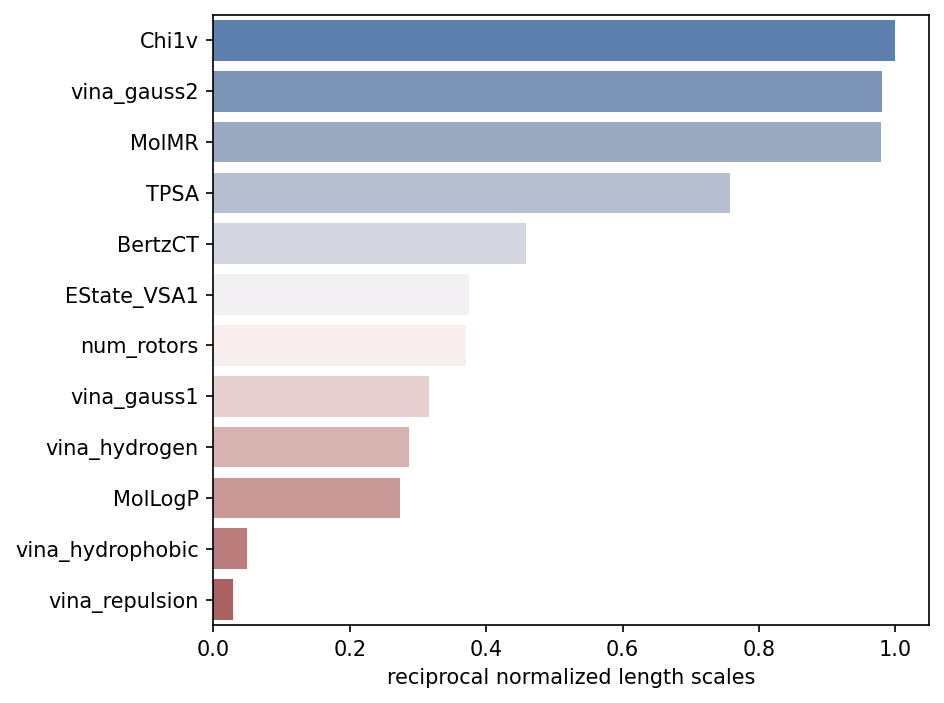 Chi1v
vina_gauss2
MolMR
TPSA
BertzCT
EState_VSA1
num_rotors
vina_gauss1
vina_hydrogen
MolLogP
vina_hydrophobic
vina_repulsion
0.0 0.2 0.4 0.6 0.8 1.0
reciprocal normalized length scales